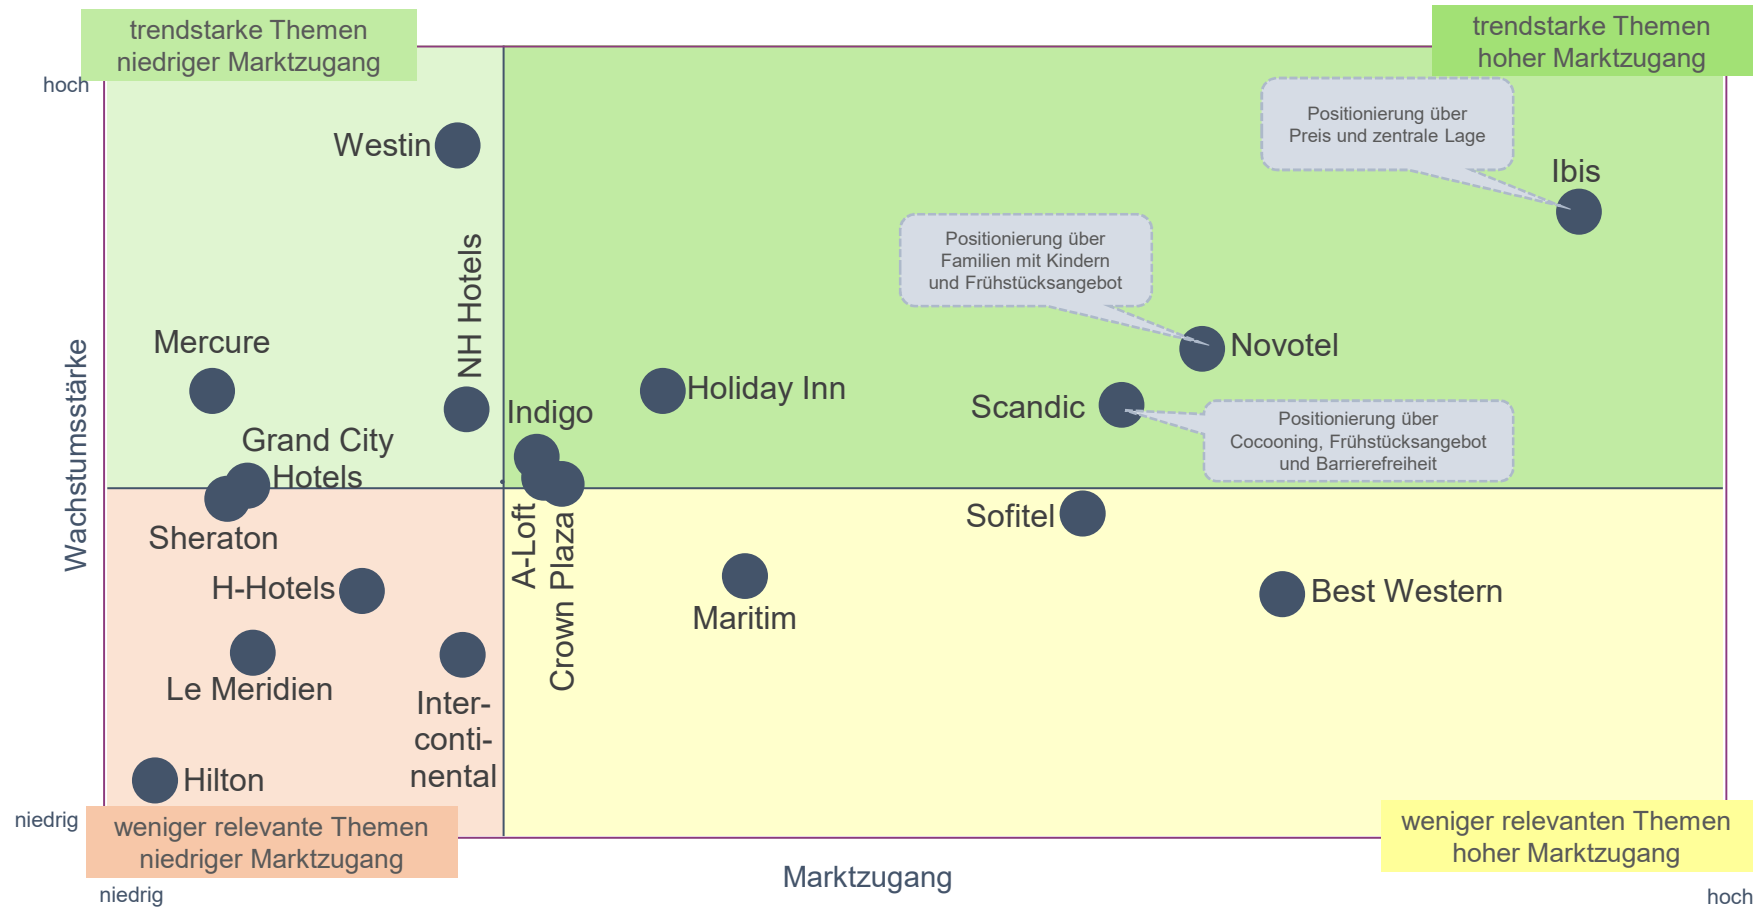 trendstarke Themen
niedriger Marktzugang
trendstarke Themen
hoher Marktzugang
hoch
Positionierung über
Preis und zentrale Lage
Westin
Ibis
Positionierung über
Familien mit Kindern
und Frühstücksangebot
NH Hotels
Mercure
Novotel
Holiday Inn
Scandic
Indigo
Positionierung über
Cocooning, Frühstücksangebot
und Barrierefreiheit
Grand City
Hotels
Wachstumsstärke
Sheraton
A-Loft
Crown Plaza
Sofitel
H-Hotels
Maritim
Best Western
Le Meridien
Inter-
conti-
nental
Hilton
niedrig
weniger relevante Themen
niedriger Marktzugang
weniger relevanten Themen
hoher Marktzugang
niedrig
Marktzugang
hoch